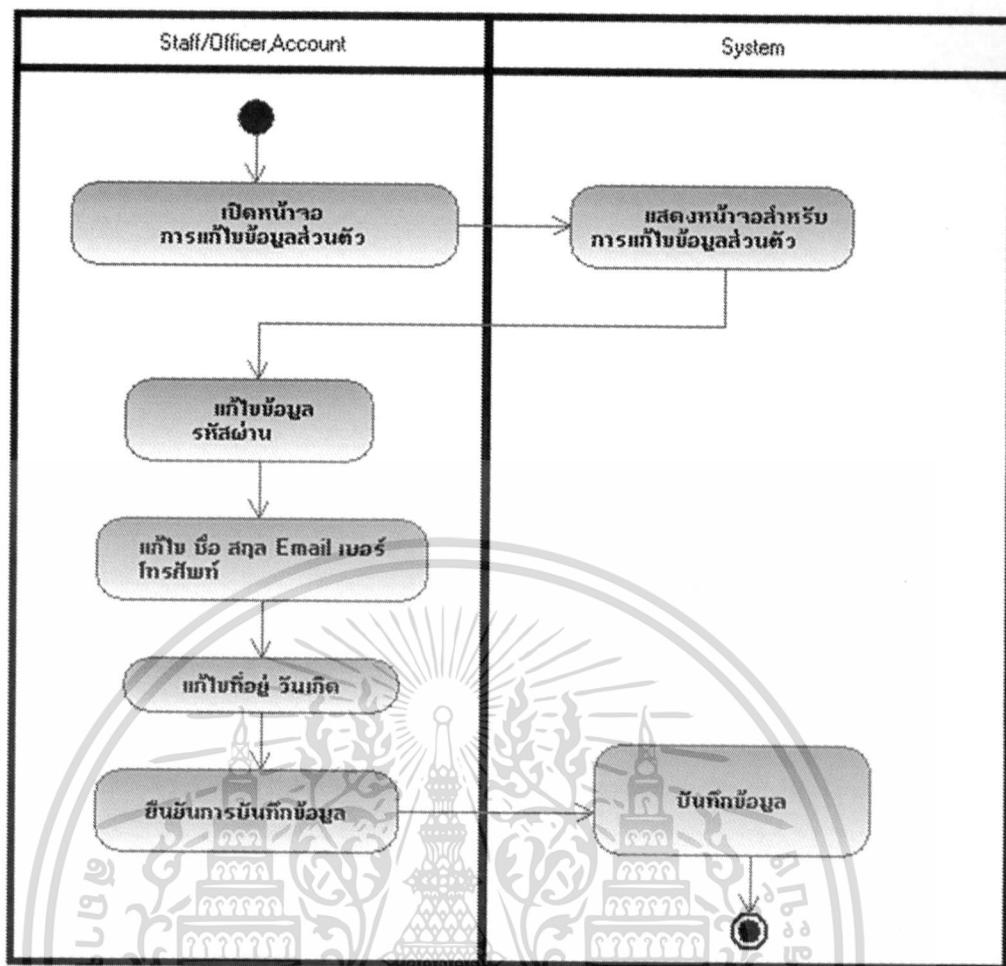 Staff/Officer,Account
System
เปิดหน้าจอ
การแก้ไขข้อมูลส่วนตัว
แสดงหน้าจอสำหรับ
การแก้ไขข้อมูลส่วนตัว
แก้ไขข้อมูล
รหัสผ่าน
แก้ไข ชื่อ สกุล Email เบอร์
โทรศัพท์
แก้ไขที่อยู่ วันเกิด
ยืนยันการบันทึกข้อมูล
บันทึกข้อมูล